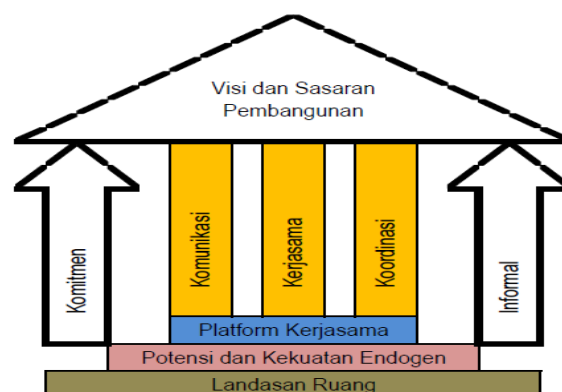 Visi dan Sasaran
Pembangunan
Komitmen
Komunikasi
Kerjasama
Koordinasi
Informal
Platform Kerjasama
Potensi dan Kekuatan Endogen
Landasan Ruang